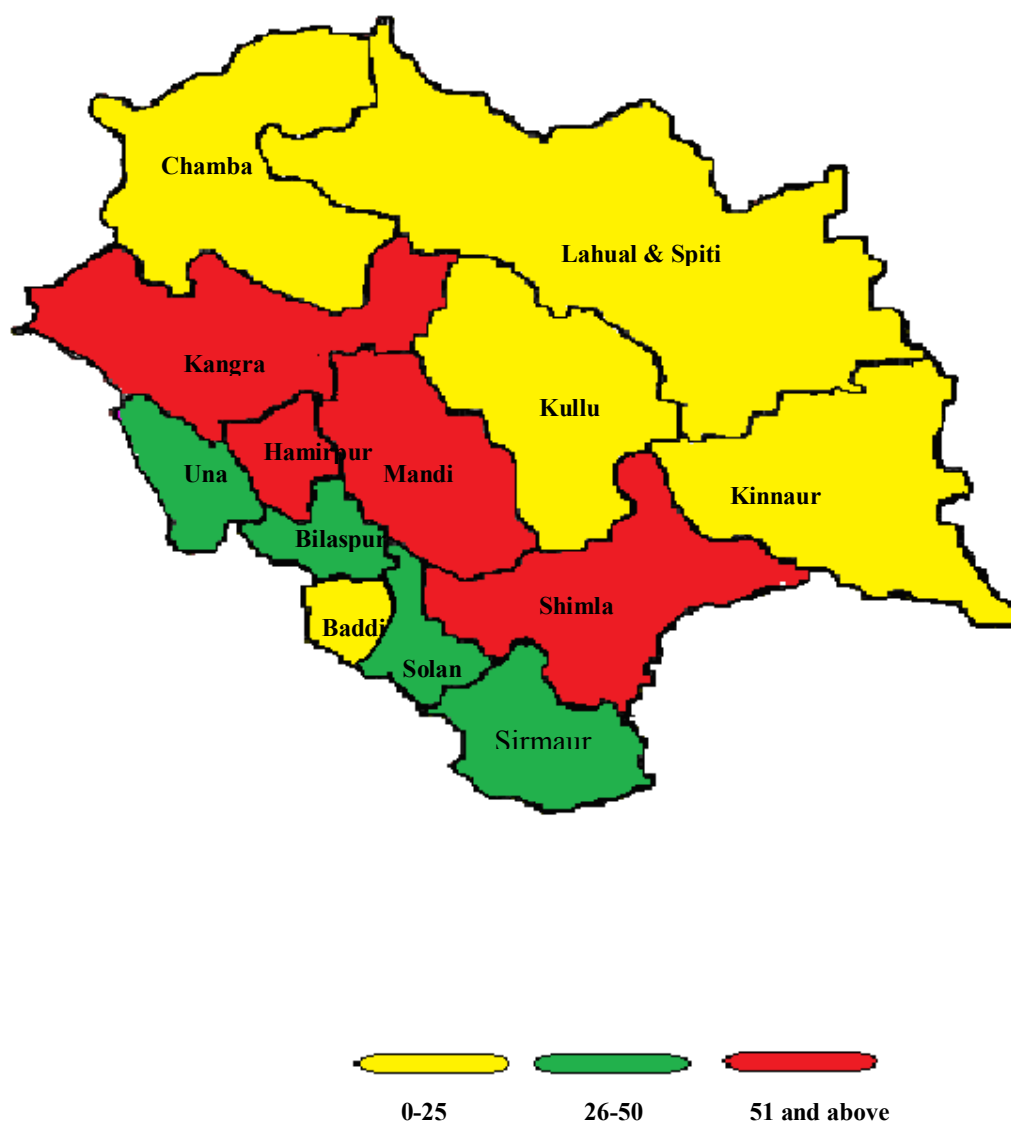 Chamba
Lahual & Spiti
Kangra
Kullu
Hamirpur
Una
Mandi
Kinnaur
Bilaspur
Shimla
Baddi
Solan
Sirmaur
0-25 26-50 51 and above